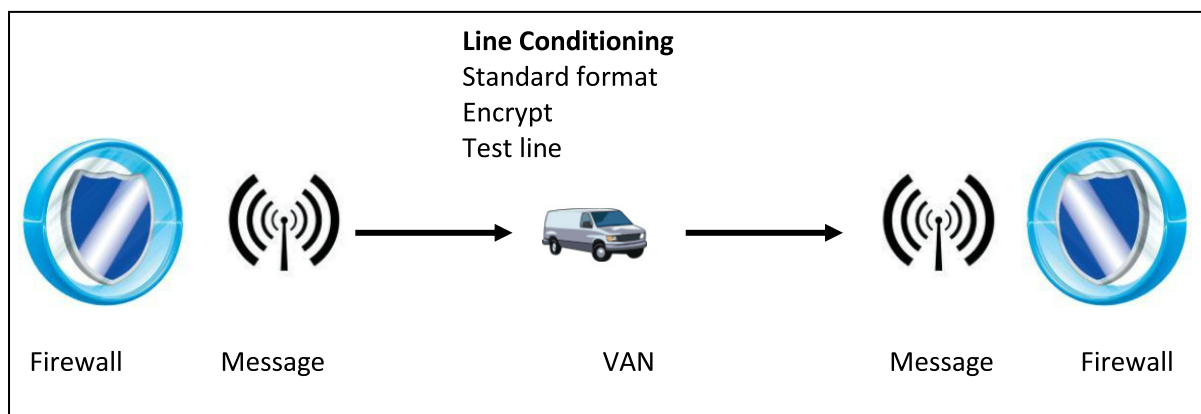 Line Conditioning
Standard format
Encrypt
Test line
Firewall Message VAN Message Firewall